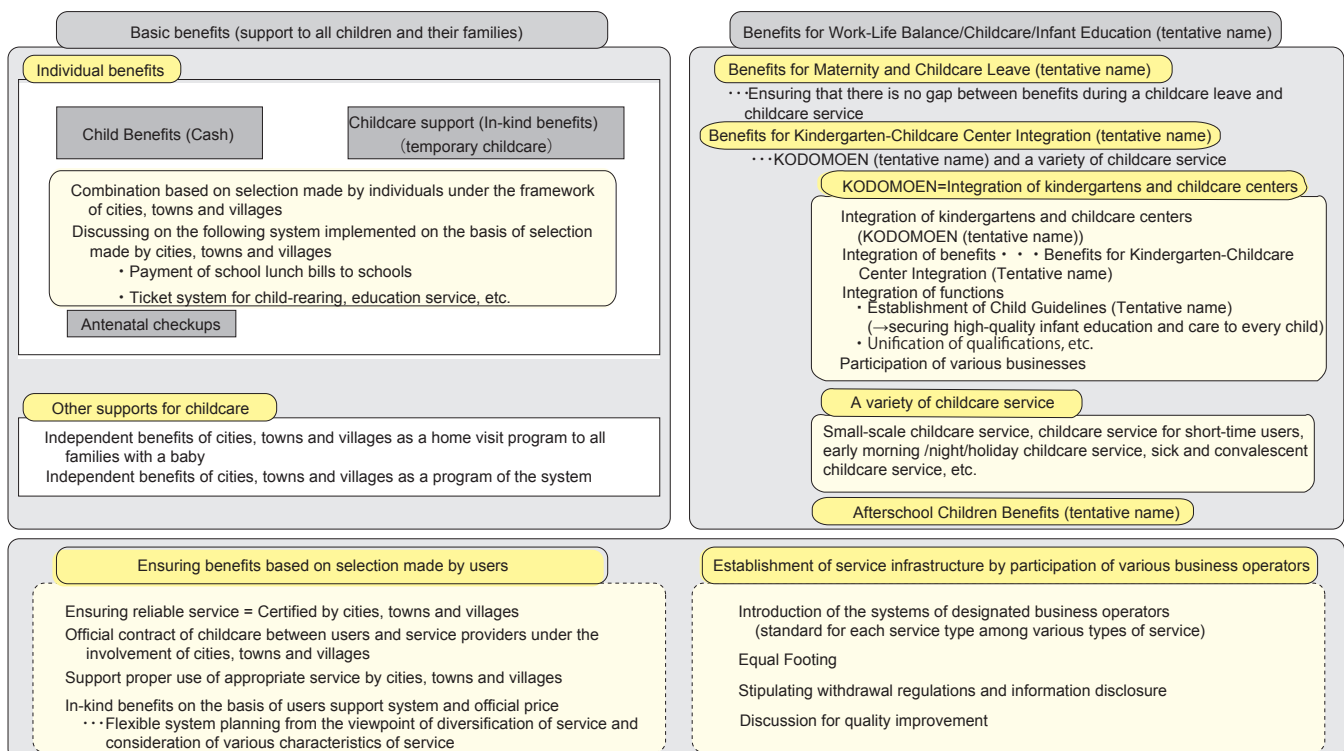 Basic benefits (support to all children and their families)
Individual benefits
Child Benefits (Cash)
Childcare support (In-kind benefits)
(temporary childcare)
Combination based on selection made by individuals under the framework
of cities, towns and villages
Discussing on the following system implemented on the basis of selection
made by cities, towns and villages
・Payment of school lunch bills to schools
・Ticket system for child-rearing, education service, etc.
Antenatal checkups
Other supports for childcare
Independent benefits of cities, towns and villages as a home visit program to all
families with a baby
Independent benefits of cities, towns and villages as a program of the system
Benefits for Work-Life Balance/Childcare/Infant Education (tentative name)
Benefits for Maternity and Childcare Leave (tentative name)
･･･Ensuring that there is no gap between benefits during a childcare leave and
childcare service
Benefits for Kindergarten-Childcare Center Integration (tentative name)
･･･KODOMOEN (tentative name) and a variety of childcare service
KODOMOEN=Integration of kindergartens and childcare centers
Integration of kindergartens and childcare centers
(KODOMOEN (tentative name))
Integration of benefits・・・Benefits for Kindergarten-Childcare
Center Integration (Tentative name)
Integration of functions
・Establishment of Child Guidelines (Tentative name)
(→securing high-quality infant education and care to every child)
・Unification of qualifications, etc.
Participation of various businesses
A variety of childcare service
Small-scale childcare service, childcare service for short-time users,
early morning /night/holiday childcare service, sick and convalescent
childcare service, etc.
Afterschool Children Benefits (tentative name)
Ensuring benefits based on selection made by users
Ensuring reliable service = Certified by cities, towns and villages
Official contract of childcare between users and service providers under the
involvement of cities, towns and villages
Support proper use of appropriate service by cities, towns and villages
In-kind benefits on the basis of users support system and official price
･･･Flexible system planning from the viewpoint of diversification of service and
consideration of various characteristics of service
Establishment of service infrastructure by participation of various business operators
Introduction of the systems of designated business operators
(standard for each service type among various types of service)
Equal Footing
Stipulating withdrawal regulations and information disclosure
Discussion for quality improvement